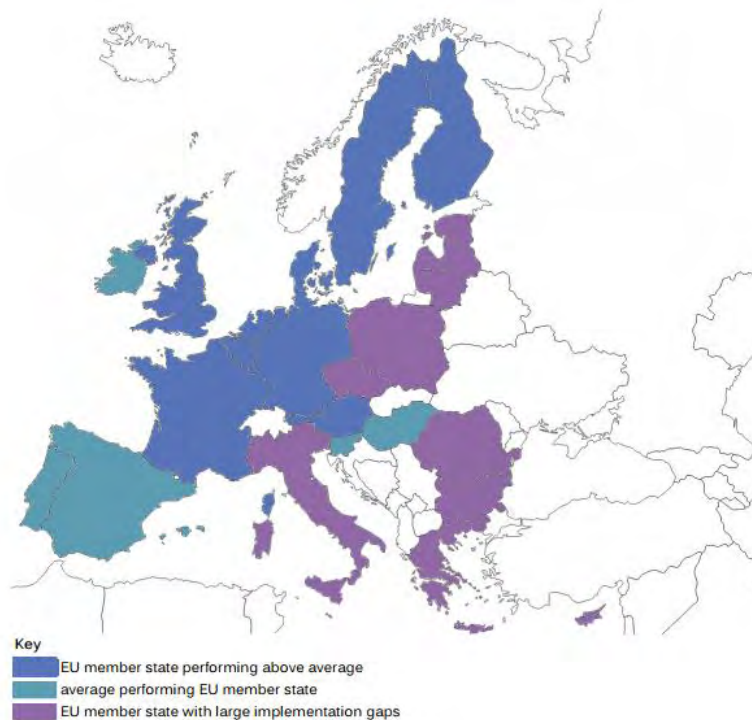 Key
EU member state performing above average
average performing EU member state
EU member state with large implementation gaps